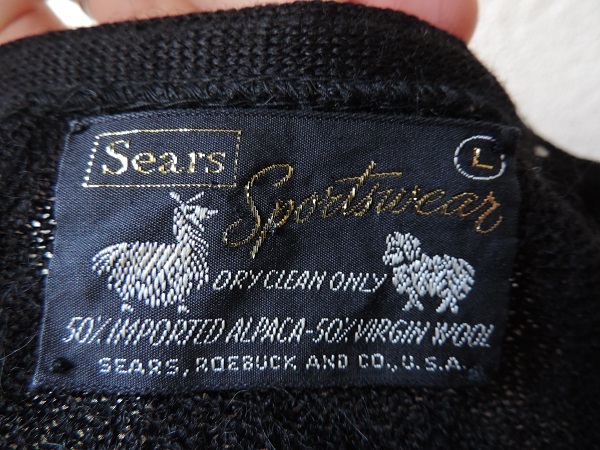 Sears
L
Sportswear
DRY CLEAN ONLY
50% IMPORTED ALPACA-50% VIRGIN WOOL
SEARS, ROEBUCK AND CO., U.S.A.